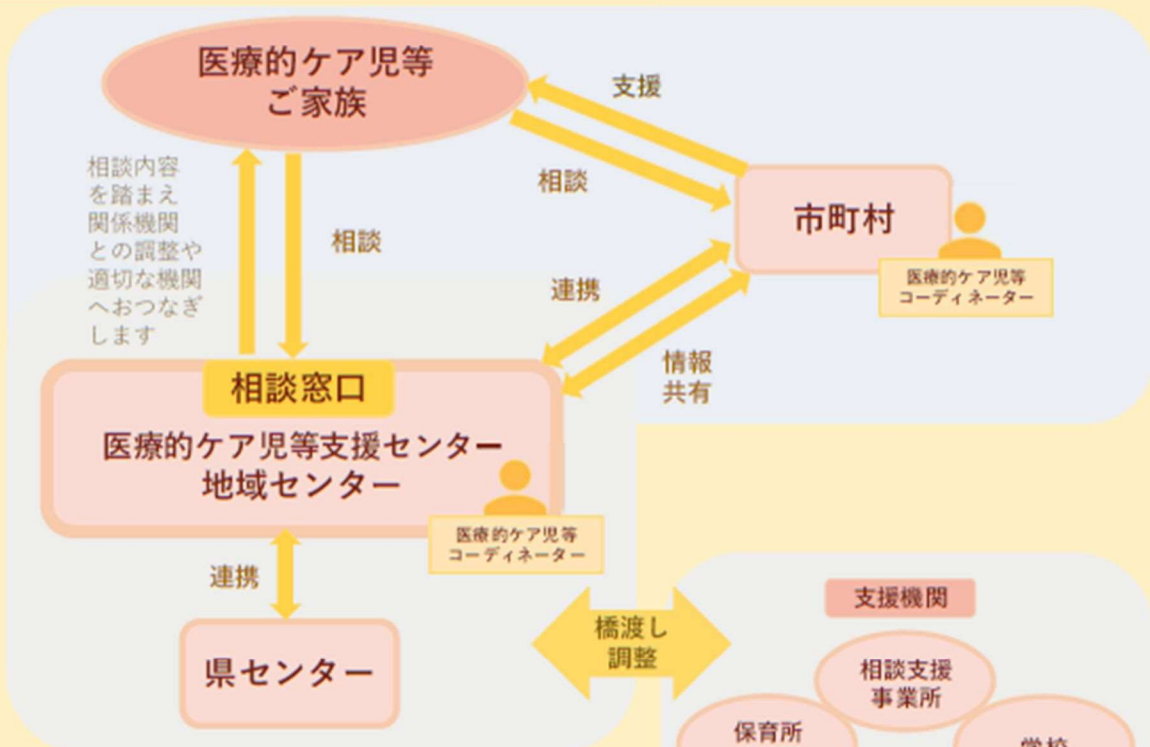 医療的ケア児等
ご家族
支援
相談
市町村
医療的ケア児等
コーディネーター
相談内容
を踏まえ
関係機関
との調整や
適切な機関
へおつなぎ
します
相談
連携
情報
共有
相談窓口
医療的ケア児等支援センター
地域センター
医療的ケア児等
コーディネーター
連携
県センター
橋渡し
調整
支援機関
相談支援
事業所
保育所
学校